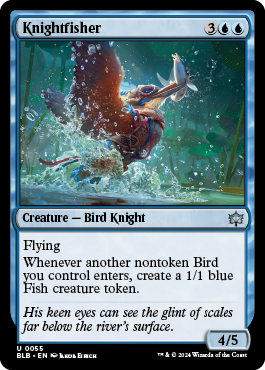 Knightfisher 3
Creature — Bird Knight
Flying
Whenever another nontoken Bird
you control enters, create a 1/1 blue
Fish creature token.
His keen eyes can see the glint of scales
far below the river's surface.
4/5
U 0055
BLB • EN Jakob Eirich
™ & © 2024 Wizards of the Coast